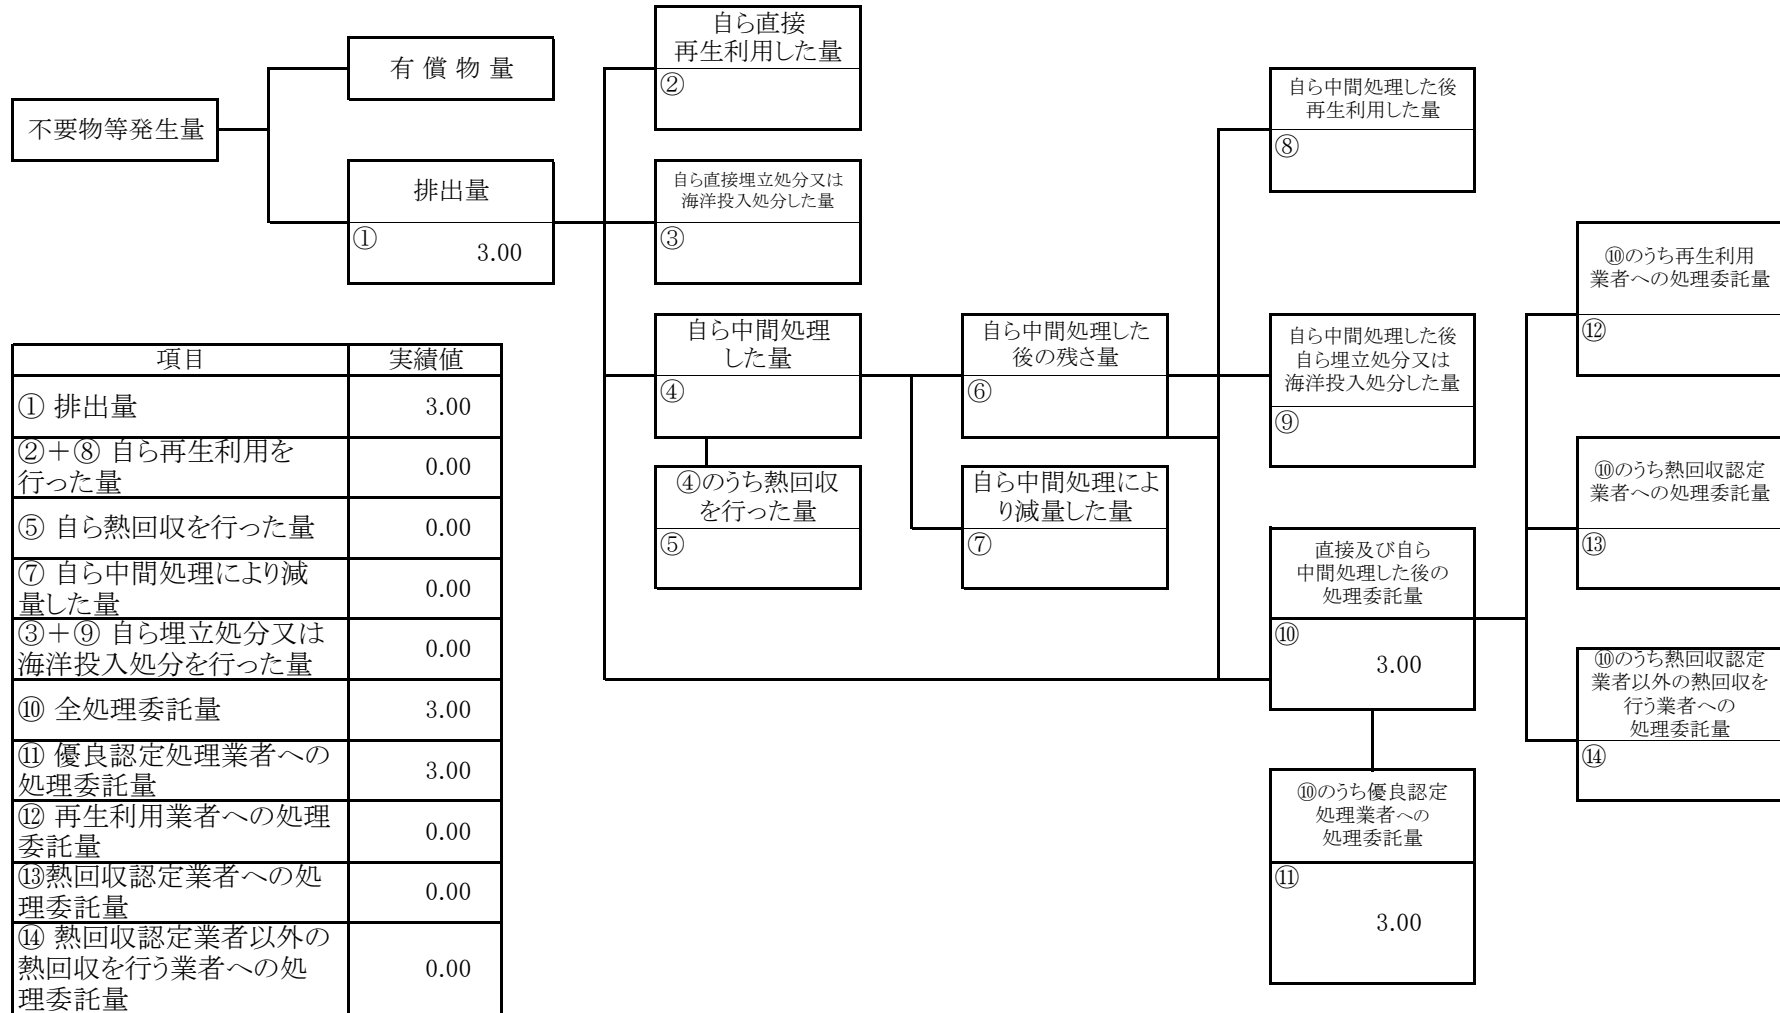 自ら直接
再生利用した量
②
有 償 物 量
不要物等発生量
排出量
①
3.00
自ら直接埋立処分又は
海洋投入処分した量
③
自ら中間処理
した量
④
④のうち熱回収
を行った量
⑤
自ら中間処理した
後の残さ量
⑥
自ら中間処理によ
り減量した量
⑦
自ら中間処理した後
再生利用した量
⑧
自ら中間処理した後
自ら埋立処分又は
海洋投入処分した量
⑨
直接及び自ら
中間処理した後の
処理委託量
⑩
3.00
⑩のうち優良認定
処理業者への
処理委託量
⑪
3.00
⑩のうち再生利用
業者への処理委託量
⑫
⑩のうち熱回収認定
業者への処理委託量
⑬
⑩のうち熱回収認定
業者以外の熱回収を
行う業者への
処理委託量
⑭
項目 実績値
① 排出量 3.00
②＋⑧ 自ら再生利用を
行った量 0.00
⑤ 自ら熱回収を行った量 0.00
⑦ 自ら中間処理により減
量した量 0.00
③＋⑨ 自ら埋立処分又は
海洋投入処分を行った量 0.00
⑩ 全処理委託量 3.00
⑪ 優良認定処理業者への
処理委託量 3.00
⑫ 再生利用業者への処理
委託量 0.00
⑬熱回収認定業者への処
理委託量 0.00
⑭ 熱回収認定業者以外の
熱回収を行う業者への処 0.00
理委託量